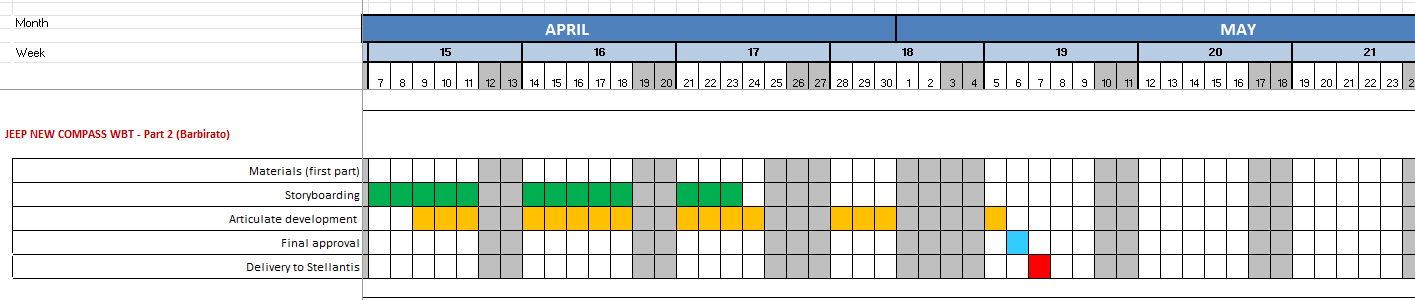 Month APRIL MAY
Week 15 16 17 18 19 20 21
7 8 9 10 11 12 13 14 15 16 17 18 19 20 21 22 23 24 25 26 27 28 29 30 1 2 3 4 5 6 7 8 9 10 11 12 13 14 15 16 17 18 19 20 21 22 23
JEEP NEW COMPASS WBT - Part 2 (Barbirato)
Materials (first part)
Storyboarding
Articulate development
Final approval
Delivery to Stellantis